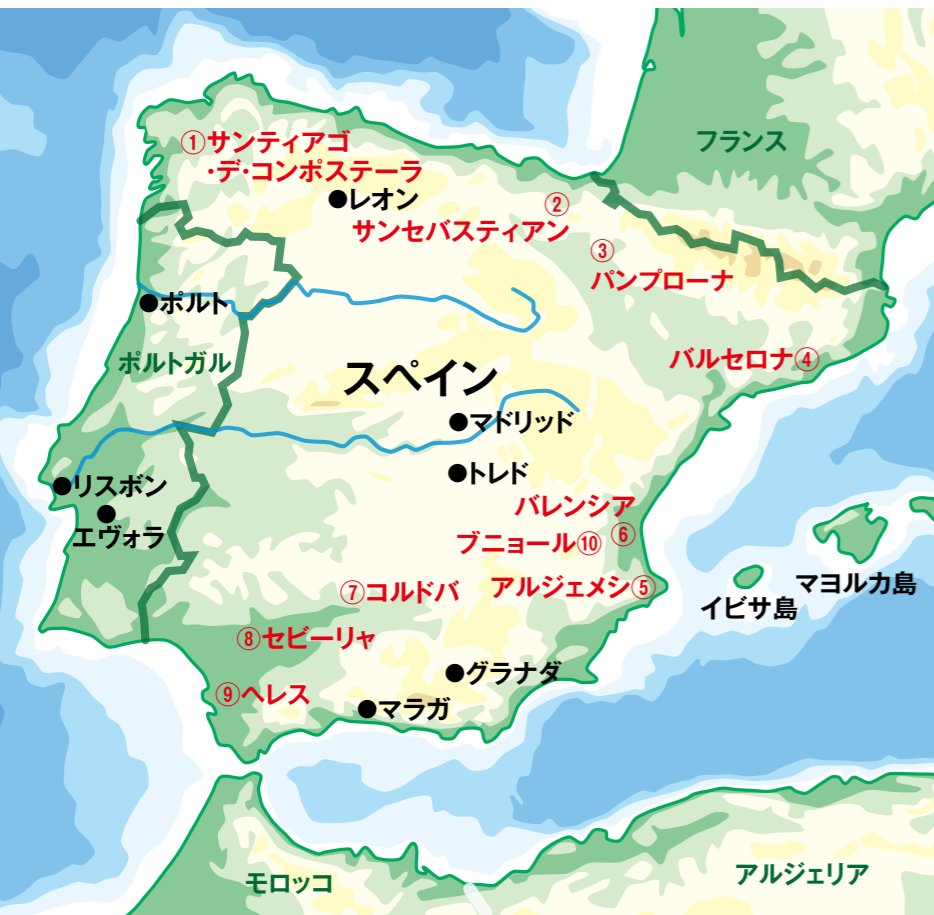 フランス
①サンティアゴ
・デ・コンポステーラ
●レオン
②
サンセバスティアン
③
パンプローナ
●ポルト
ポルトガル
バルセロナ④
スペイン
●マドリッド
●トレド
●リスボン
●
エヴォラ
バレンシア
⑥
ブニョール⑩
アルジェメシ⑤
⑦コルドバ
マヨルカ島
イビサ島
⑧セビーリャ
●グラナダ
⑨ヘレス
●マラガ
モロッコ
アルジェリア